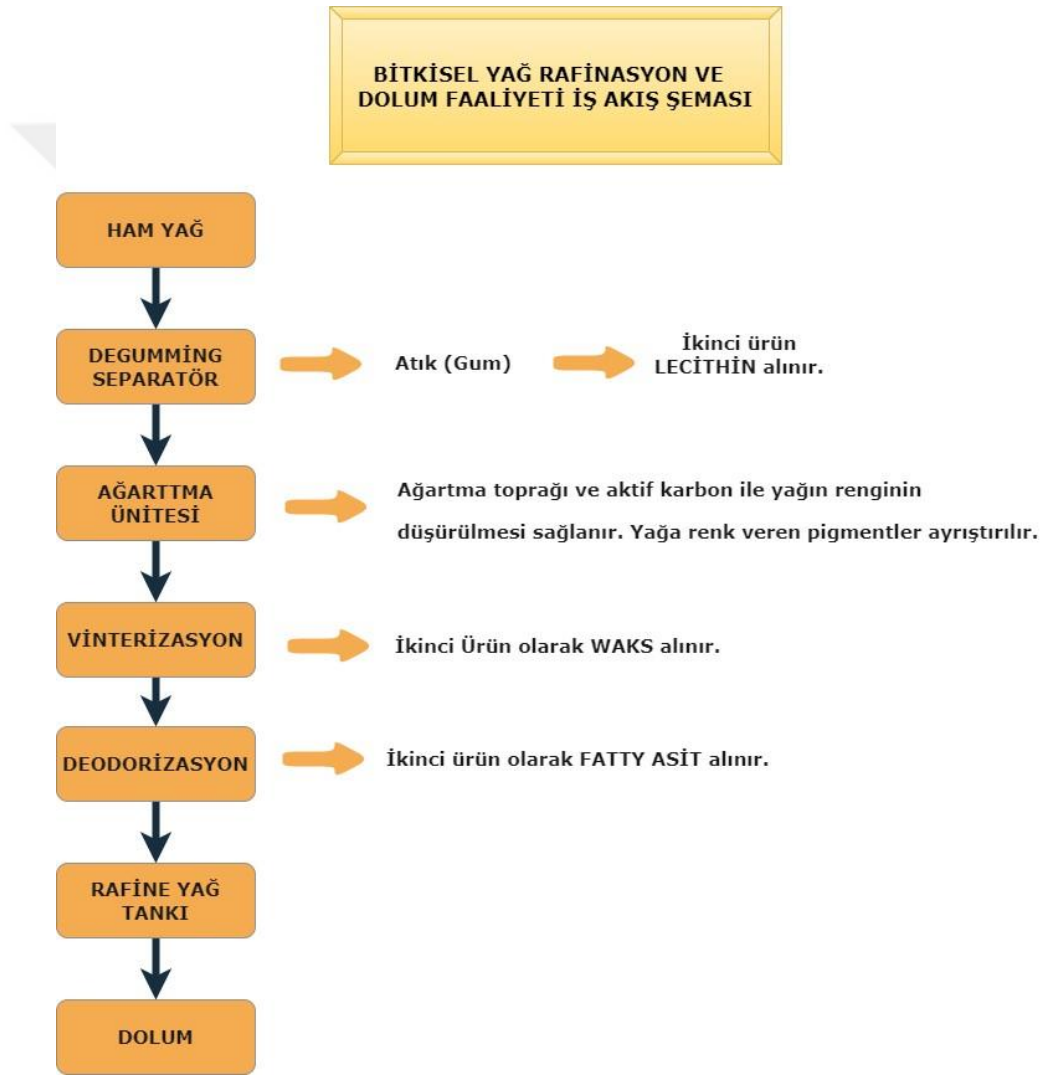 BİTKİSEL YAĞ RAFİNASYON VE
DOLUM FAALİYETİ İŞ AKIŞ ŞEMASI
HAM YAĞ
DEGUMMİNG
SEPARATÖR
Atık (Gum)
İkinci ürün
LECİTHİN alınır.
AĞARTTMA
ÜNİTESİ
Ağartma toprağı ve aktif karbon ile yağın renginin
düşürülmesi sağlanır. Yağa renk veren pigmentler ayrıştırılır.
VİNTERİZASYON
İkinci Ürün olarak WAKS alınır.
DEODORİZASYON
İkinci ürün olarak FATTY ASİT alınır.
RAFİNE YAĞ
TANKI
DOLUM